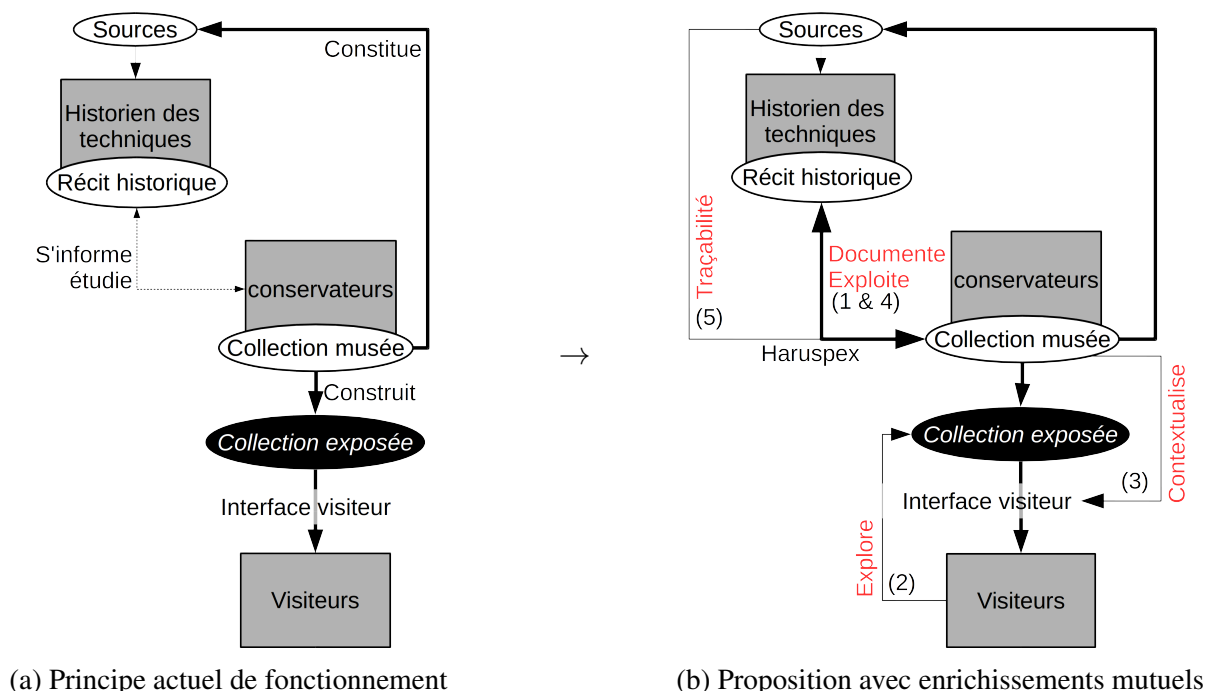 Sources
Constitue
Historien des
techniques
Récit historique
S'informe
étudie
conservateurs
Collection musée
Construit
Collection exposée
Interface visiteur
Visiteurs
(a) Principe actuel de fonctionnement
→
Sources
Historien des
techniques
Récit historique
Traçabilité
(5)
Documente
Exploite
(1 & 4)
Haruspex
conservateurs
Collection musée
Contextualise
(3)
Collection exposée
Interface visiteur
Explore
(2)
Visiteurs
(b) Proposition avec enrichissements mutuels